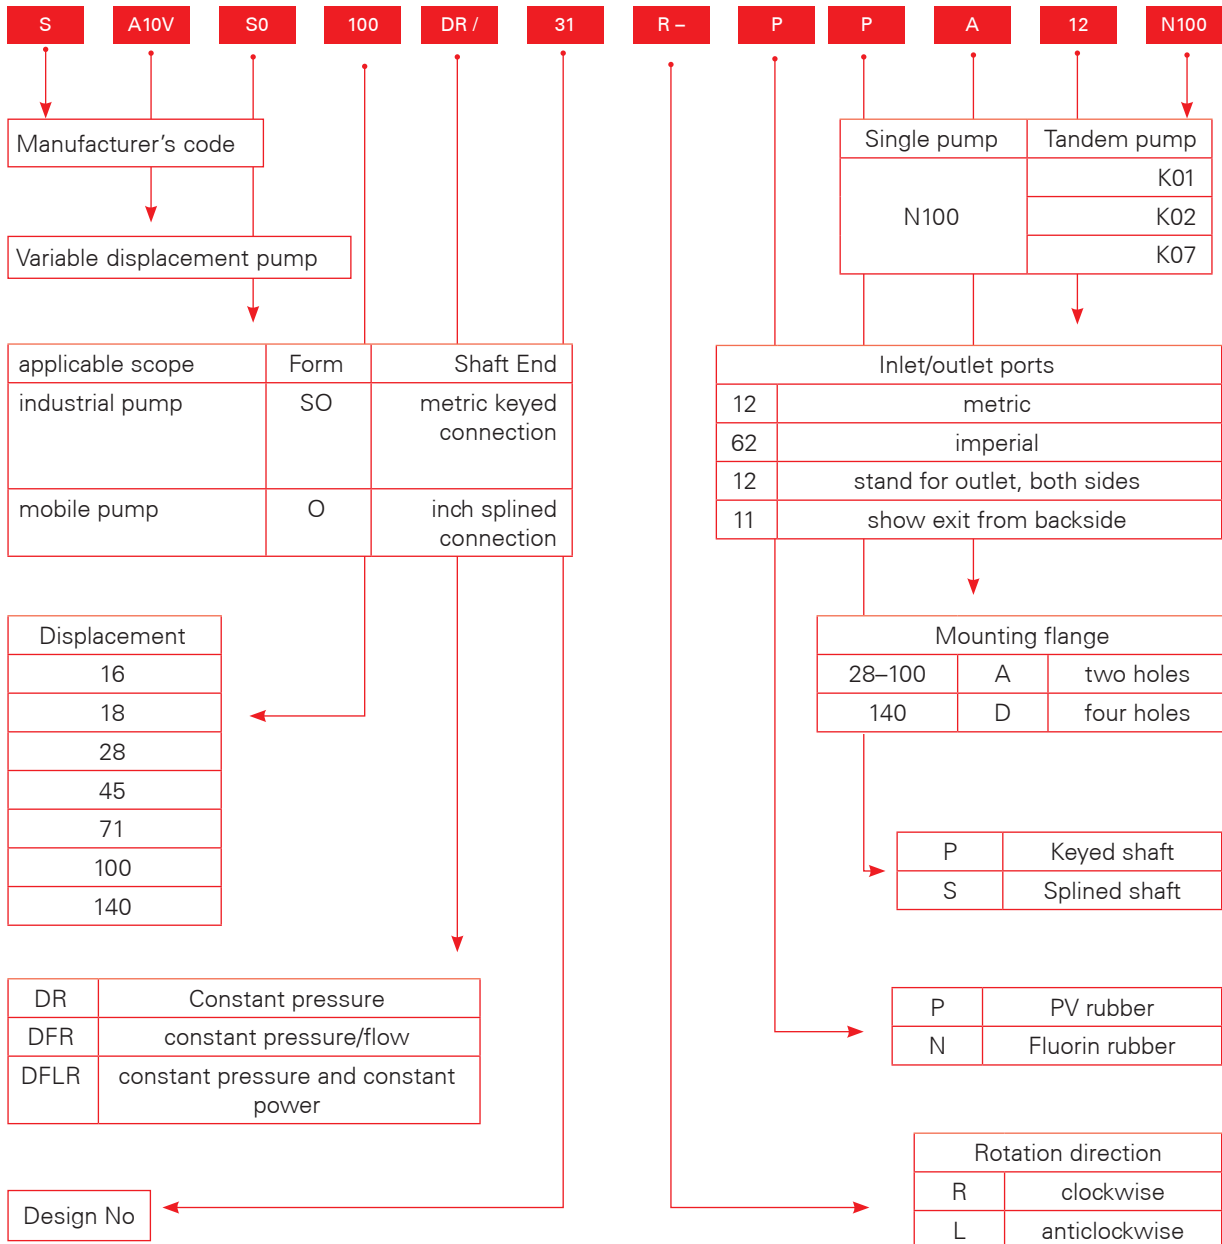 S A10V S0 100 DR / 31 R – P P A 12 N100
Manufacturer's code
Variable displacement pump
applicable scope Form Shaft End
industrial pump SO metric keyed
connection
mobile pump O inch splined
connection
Displacement
16
18
28
45
71
100
140
DR Constant pressure
DFR constant pressure/flow
DFLR constant pressure and constant
power
Design No
Single pump Tandem pump
K01
N100 K02
K07
Inlet/outlet ports
12 metric
62 imperial
12 stand for outlet, both sides
11 show exit from backside
Mounting flange
28–100 A two holes
140 D four holes
P Keyed shaft
S Splined shaft
P PV rubber
N Fluorin rubber
Rotation direction
R clockwise
L anticlockwise